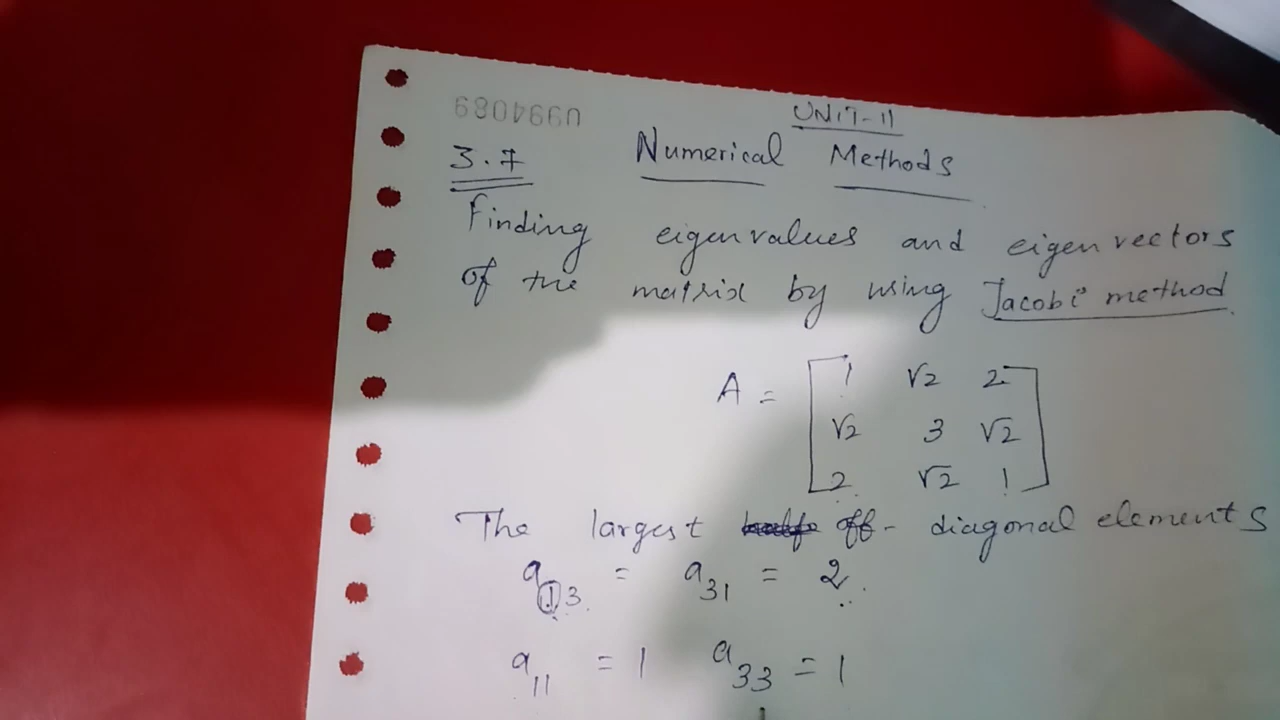 U994089
UNIT-II
3.7 Numerical Methods
Finding eigenvalues and eigenvectors
of the matrix by using Jacobi method.
A = [ 1 √2 2
√2 3 √2
2 √2 1 ]
The largest off-diagonal elements
a13 = a31 = 2.
a11 = 1 a33 = 1